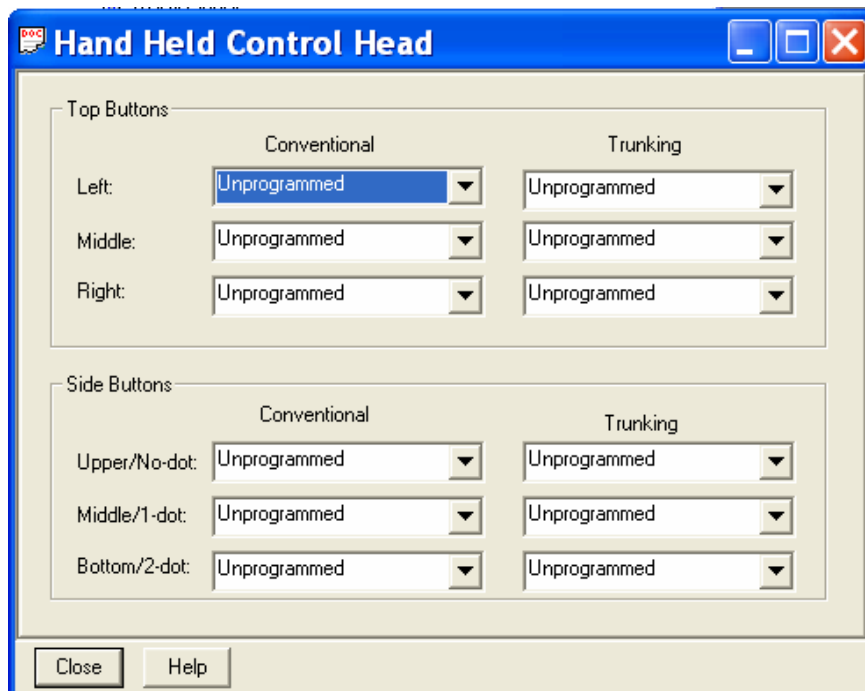 DOC Hand Held Control Head
Top Buttons
Conventional Trunking
Left: Unprogrammed Unprogrammed
Middle: Unprogrammed Unprogrammed
Right: Unprogrammed Unprogrammed
Side Buttons
Conventional Trunking
Upper/No-dot: Unprogrammed Unprogrammed
Middle/1-dot: Unprogrammed Unprogrammed
Bottom/2-dot: Unprogrammed Unprogrammed
Close Help